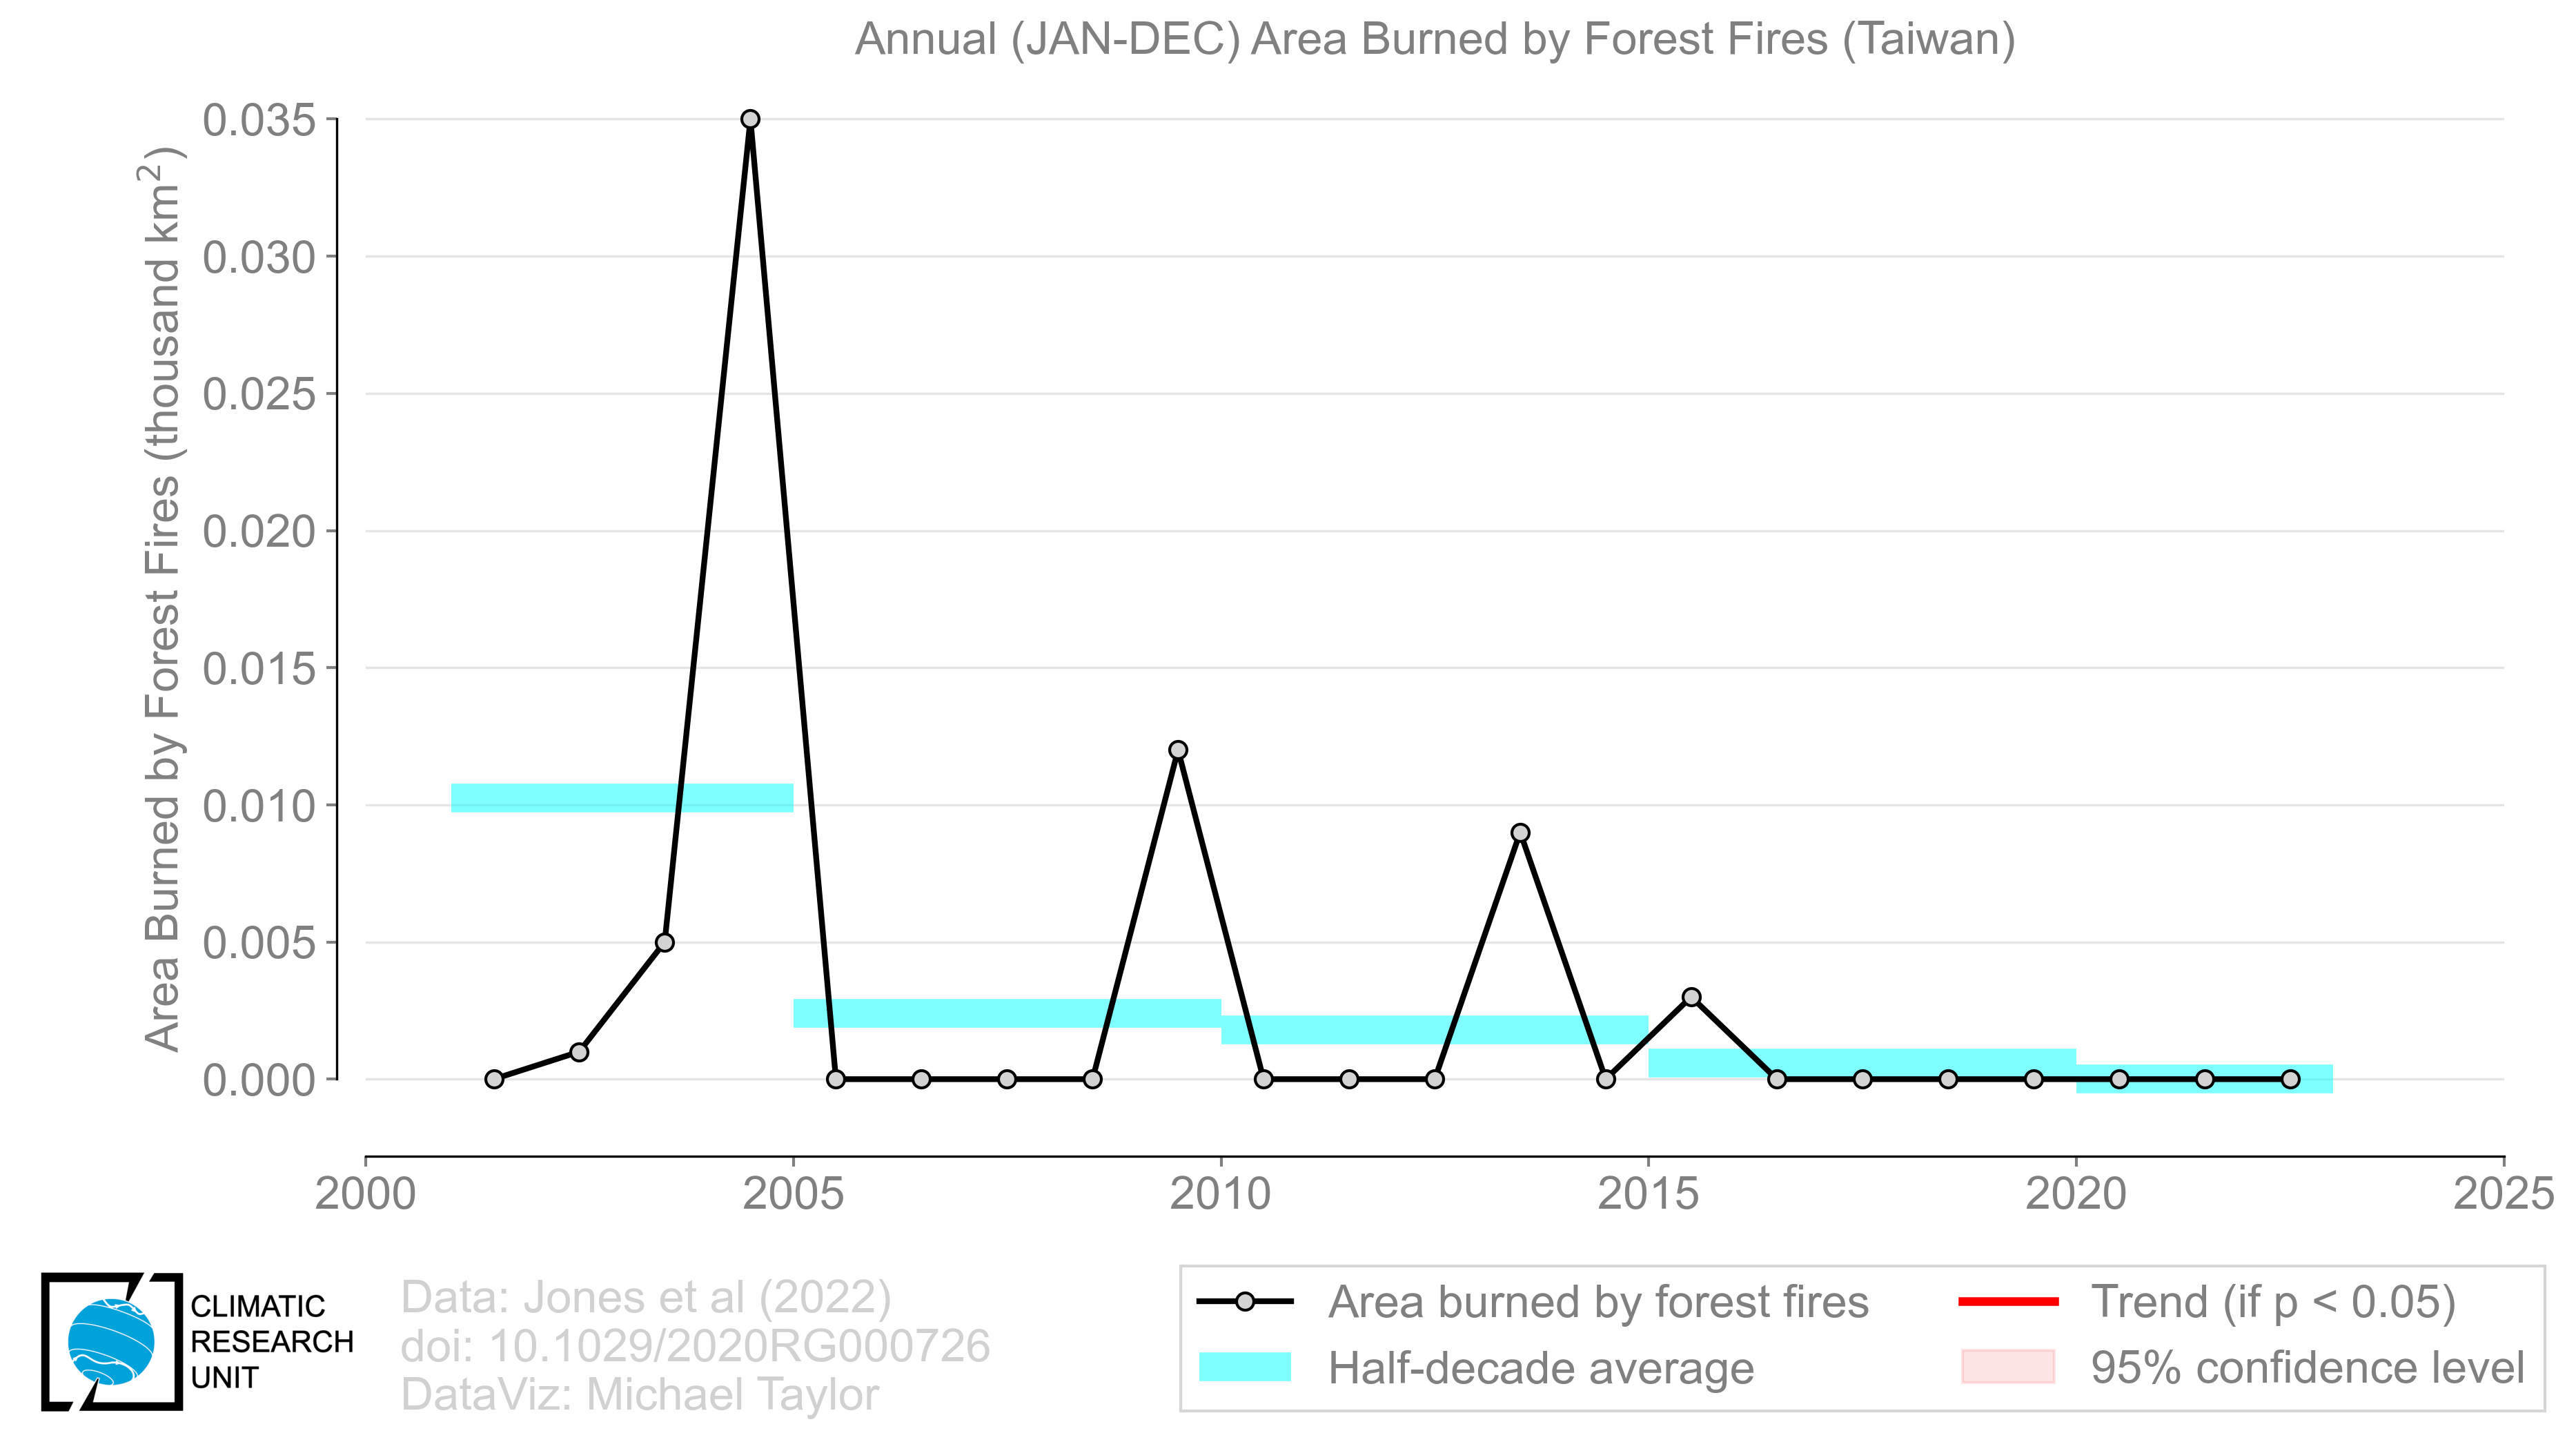 Annual (JAN-DEC) Area Burned by Forest Fires (Taiwan)
Area Burned by Forest Fires (thousand km²)
0.035
0.030
0.025
0.020
0.015
0.010
0.005
0.000
2000 2005 2010 2015 2020 2025
CLIMATIC
RESEARCH
UNIT
Data: Jones et al (2022)
doi: 10.1029/2020RG000726
DataViz: Michael Taylor
Area burned by forest fires
Half-decade average
Trend (if p < 0.05)
95% confidence level